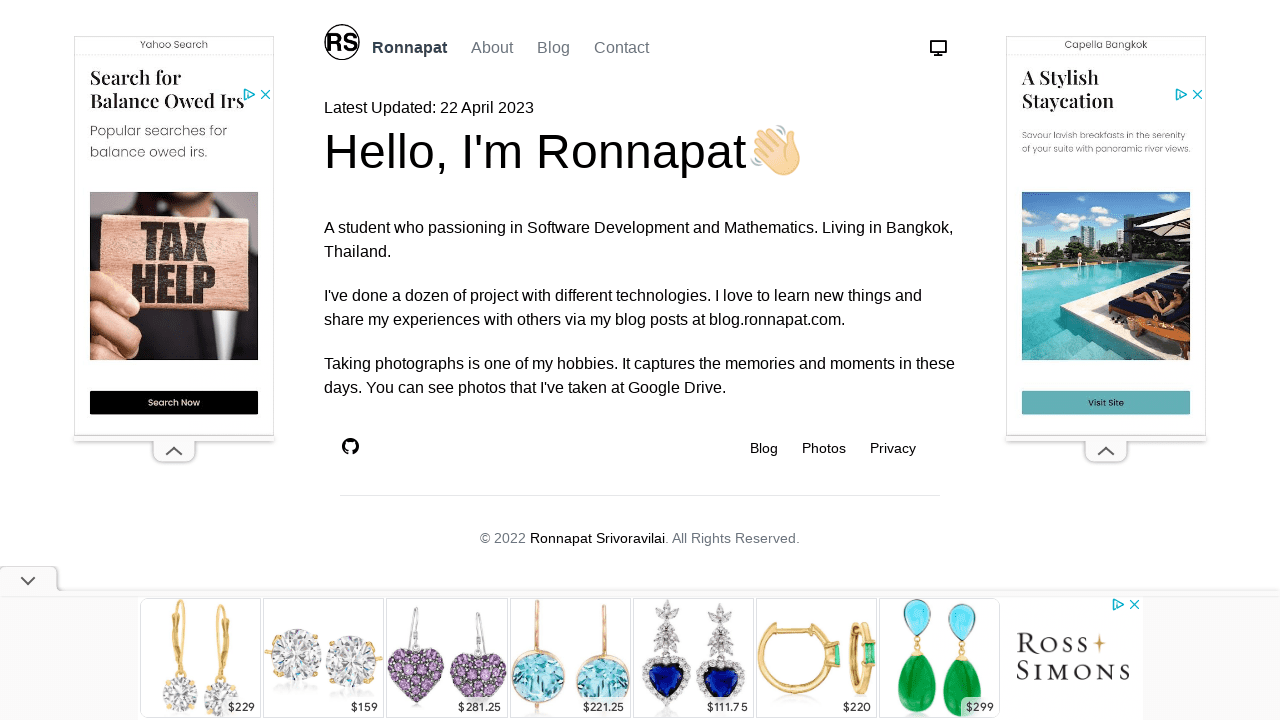 RS
Ronnapat
About
Blog
Contact
Latest Updated: 22 April 2023
Hello, I'm Ronnapat👋🏻
A student who passioning in Software Development and Mathematics. Living in Bangkok,
Thailand.
I've done a dozen of project with different technologies. I love to learn new things and
share my experiences with others via my blog posts at blog.ronnapat.com.
Taking photographs is one of my hobbies. It captures the memories and moments in these
days. You can see photos that I've taken at Google Drive.
Blog
Photos
Privacy
© 2022 Ronnapat Srivoravilai. All Rights Reserved.
Yahoo Search
Search for
Balance Owed Irs
Popular searches for
balance owed irs.
TAX
HELP
Search Now
Capella Bangkok
A Stylish
Staycation
Savour lavish breakfasts in the serenity
of your suite with panoramic river views.
Visit Site
$229
$159
$281.25
$221.25
$111.75
$220
$299
ROSS
SIMONS